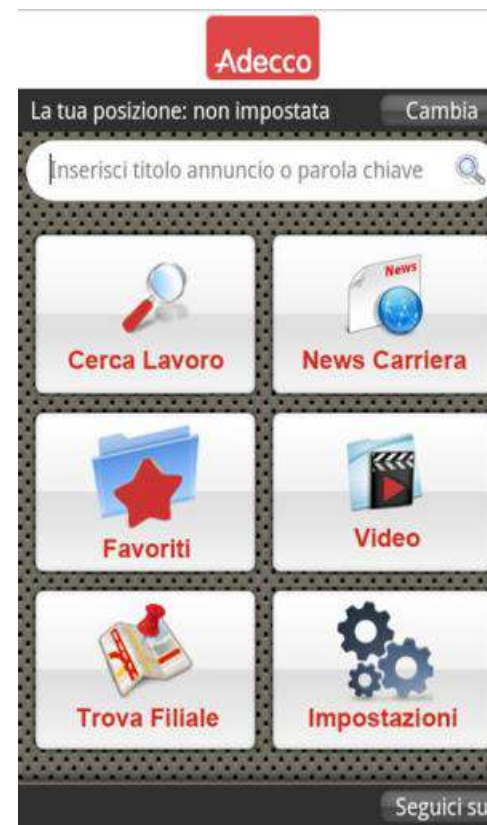 Adecco
La tua posizione: non impostata Cambia
Inserisci titolo annuncio o parola chiave
News
Cerca Lavoro News Carriera
Favoriti Video
Trova Filiale Impostazioni
Seguici su